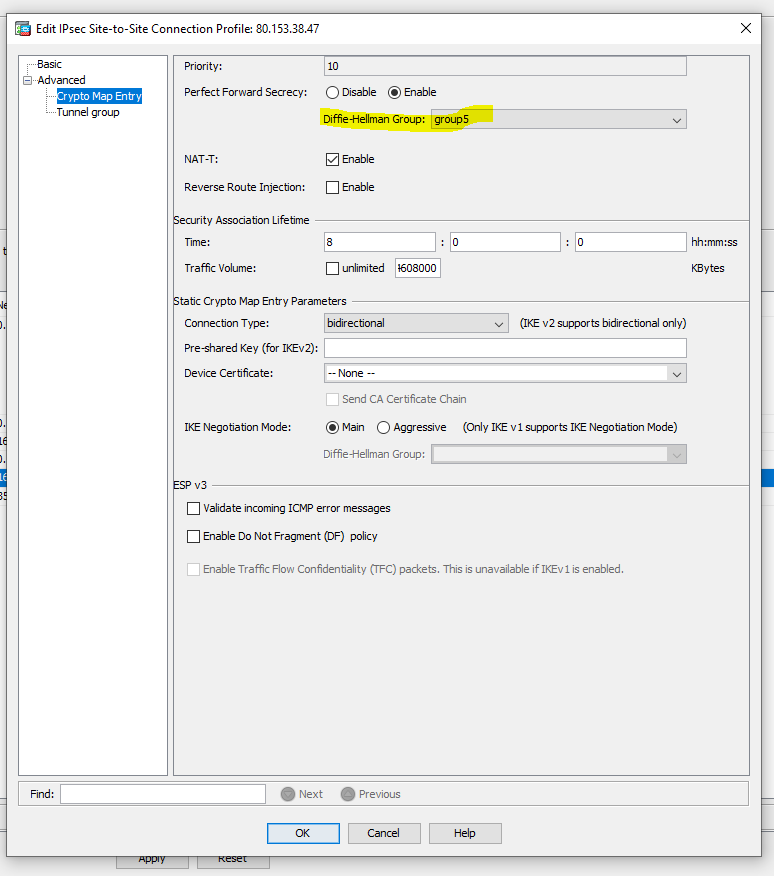 Edit IPsec Site-to-Site Connection Profile: 80.153.38.47
Basic
Advanced
Crypto Map Entry
Tunnel group
Priority: 10
Perfect Forward Secrecy: Disable Enable
Diffie-Hellman Group: group5
NAT-T: Enable
Reverse Route Injection: Enable
Security Association Lifetime
Time: 8 : 0 : 0 hh:mm:ss
Traffic Volume: unlimited 4608000 KBytes
Static Crypto Map Entry Parameters
Connection Type: bidirectional (IKE v2 supports bidirectional only)
Pre-shared Key (for IKEv2):
Device Certificate: -- None --
Send CA Certificate Chain
IKE Negotiation Mode: Main Aggressive (Only IKE v1 supports IKE Negotiation Mode)
Diffie-Hellman Group:
ESP v3
Validate incoming ICMP error messages
Enable Do Not Fragment (DF) policy
Enable Traffic Flow Confidentiality (TFC) packets. This is unavailable if IKEv1 is enabled.
Find: Next Previous
OK Cancel Help
Apply Reset